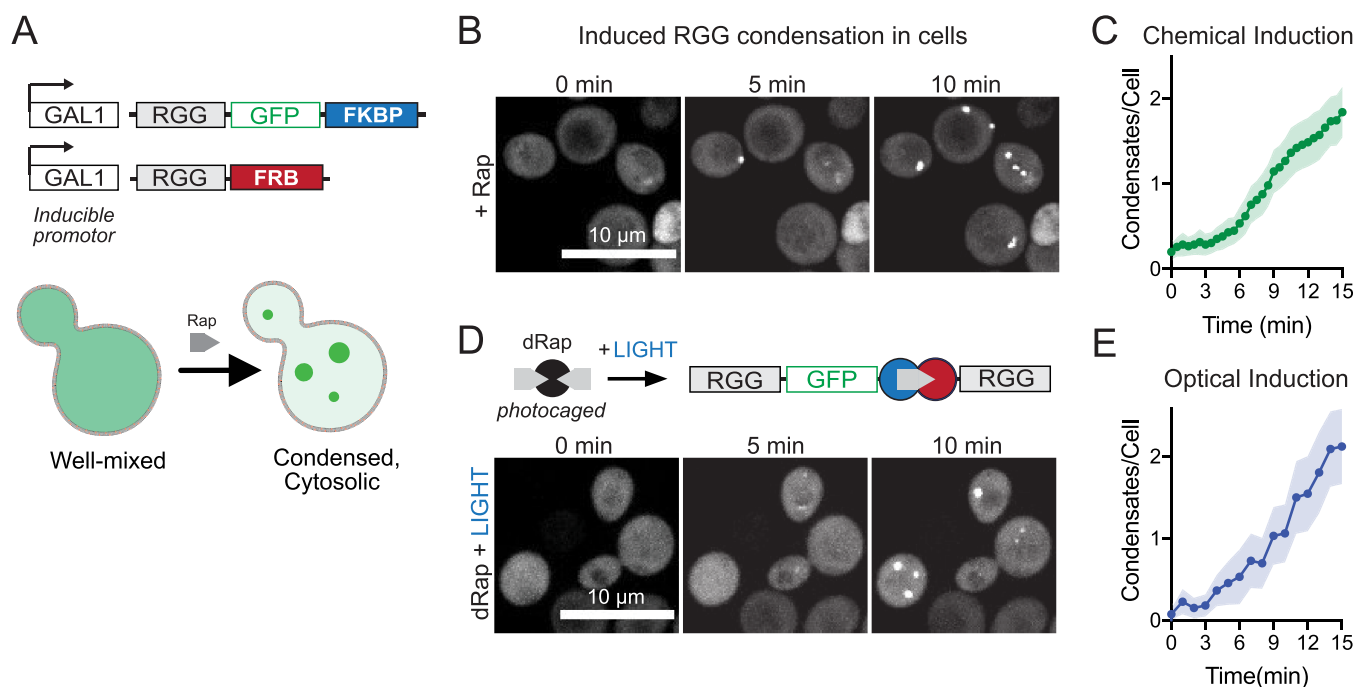 A
GAL1 RGG GFP FKBP
GAL1 RGG FRB
Inducible
promotor
Rap
Well-mixed
Condensed,
Cytosolic
B
Induced RGG condensation in cells
0 min 5 min 10 min
+ Rap
10 µm
C
Chemical Induction
Condensates/Cell
2
1
0
0 3 6 9 12 15
Time (min)
D
dRap
+LIGHT
photocaged
RGG GFP RGG
0 min 5 min 10 min
dRap + LIGHT
10 µm
E
Optical Induction
Condensates/Cell
2
1
0
0 3 6 9 12 15
Time(min)